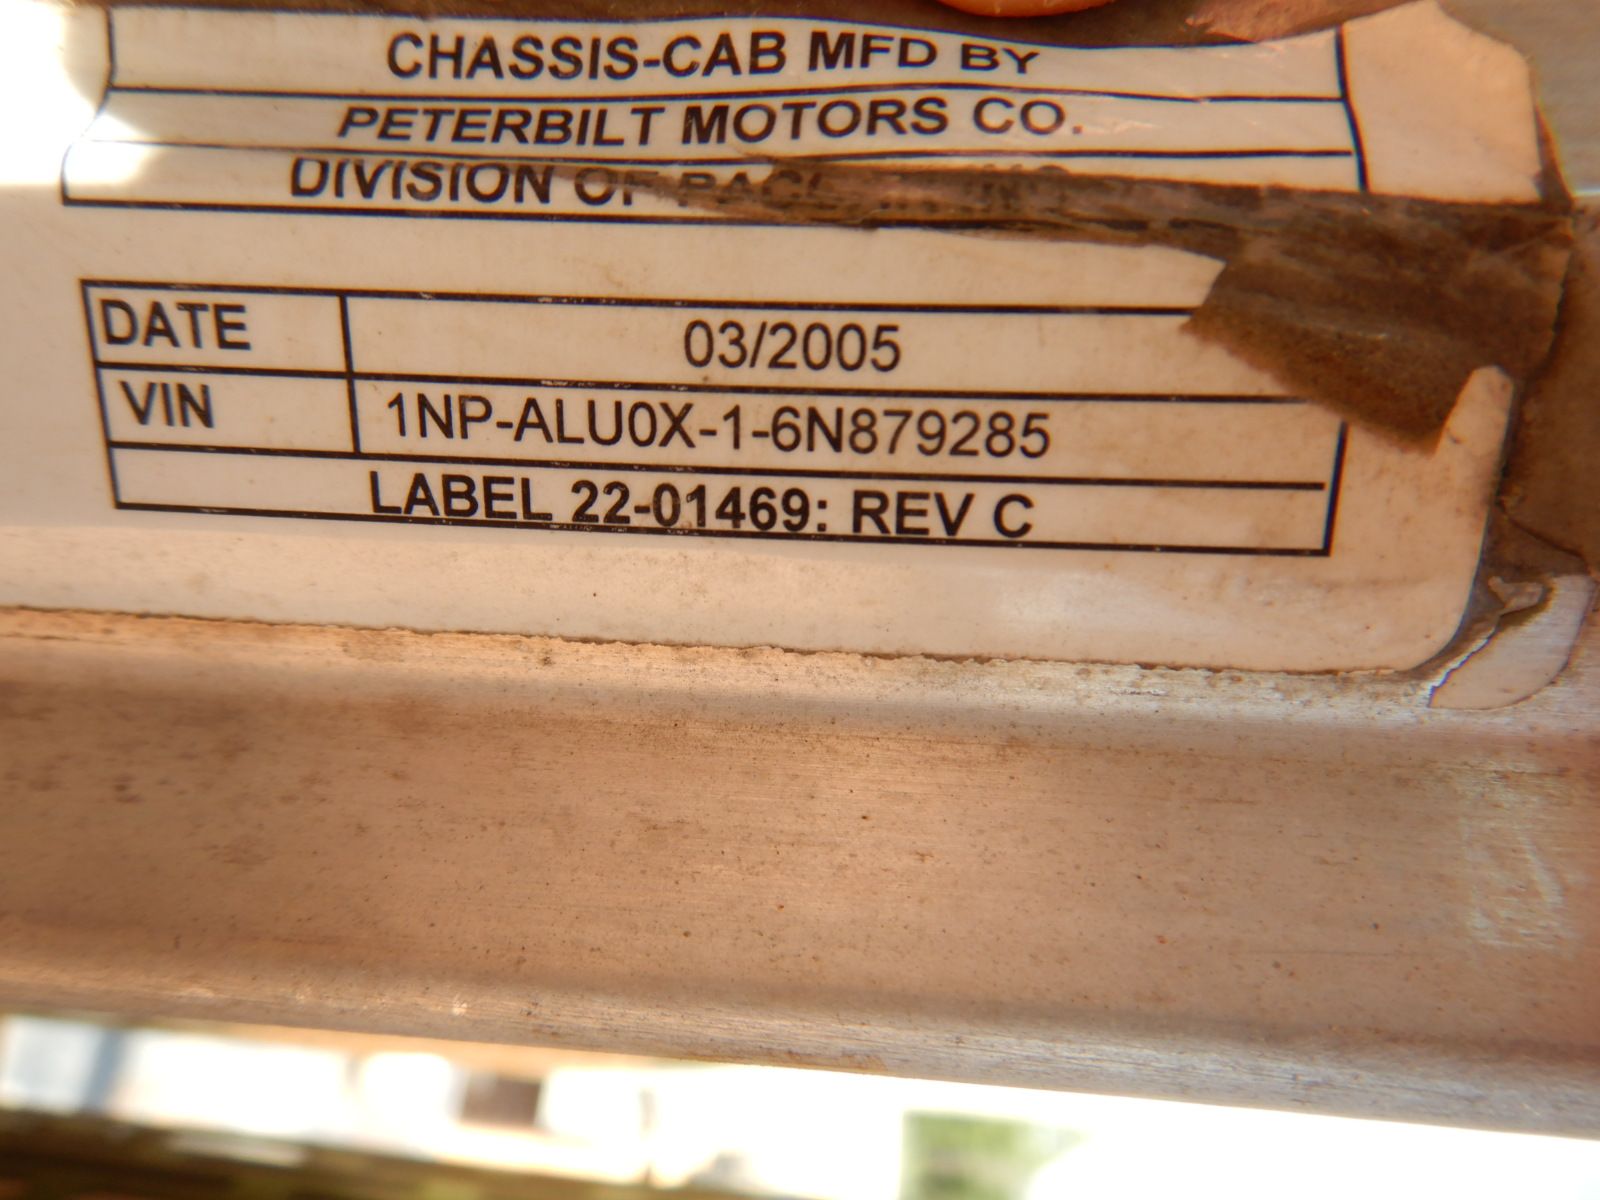 CHASSIS-CAB MFD BY
PETERBILT MOTORS CO.
DIVISION OF
DATE 03/2005
VIN 1NP-ALU0X-1-6N879285
LABEL 22-01469: REV C